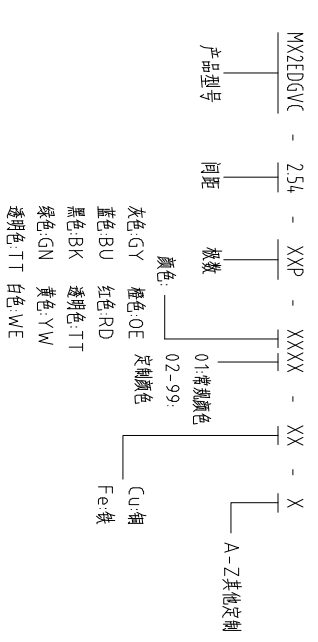 MX2EDGVC - 2.54 - XXP - XXXX - XX - X
产品型号
间距
极数
颜色:
灰色:GY 橙色:OE
蓝色:BU 红色:RD
黑色:BK 透明色:TT
绿色:GN 黄色:YW
透明色:TT 白色:WE
01:常规颜色
02-99:
定制颜色
Cu:铜
Fe:铁
A-Z其他定制